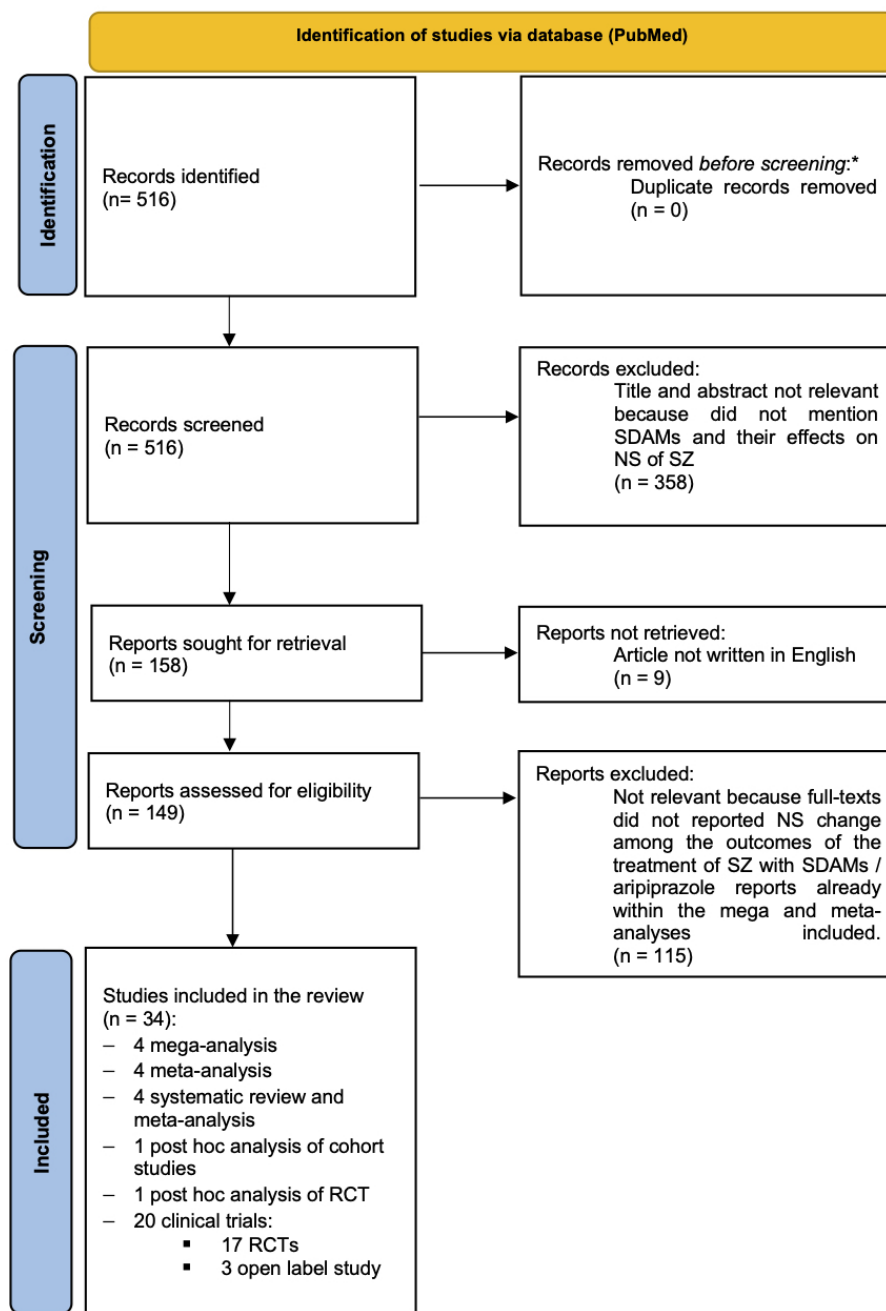 Identification of studies via database (PubMed)
Identification
Records identified
(n= 516)
Records removed before screening:*
Duplicate records removed
(n = 0)
Screening
Records screened
(n = 516)
Records excluded:
Title and abstract not relevant
because did not mention
SDAMs and their effects on
NS of SZ
(n = 358)
Reports sought for retrieval
(n = 158)
Reports not retrieved:
Article not written in English
(n = 9)
Reports assessed for eligibility
(n = 149)
Reports excluded:
Not relevant because full-texts
did not reported NS change
among the outcomes of the
treatment of SZ with SDAMs /
aripiprazole reports already
within the mega and meta-
analyses included.
(n = 115)
Included
Studies included in the review
(n = 34):
– 4 mega-analysis
– 4 meta-analysis
– 4 systematic review and
meta-analysis
– 1 post hoc analysis of cohort
studies
– 1 post hoc analysis of RCT
– 20 clinical trials:
▪ 17 RCTs
▪ 3 open label study